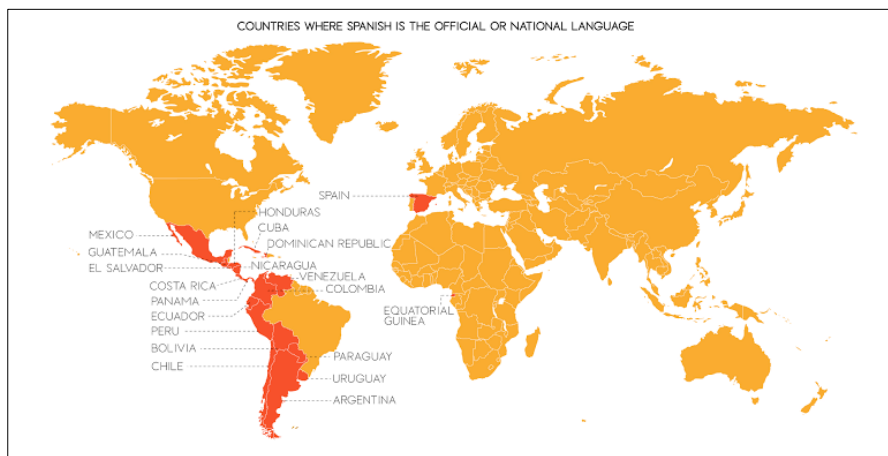 COUNTRIES WHERE SPANISH IS THE OFFICIAL OR NATIONAL LANGUAGE
SPAIN
HONDURAS
CUBA
MEXICO
DOMINICAN REPUBLIC
GUATEMALA
EL SALVADOR
NICARAGUA
VENEZUELA
COSTA RICA
COLOMBIA
PANAMA
EQUATORIAL
GUINEA
ECUADOR
PERU
BOLIVIA
PARAGUAY
CHILE
URUGUAY
ARGENTINA